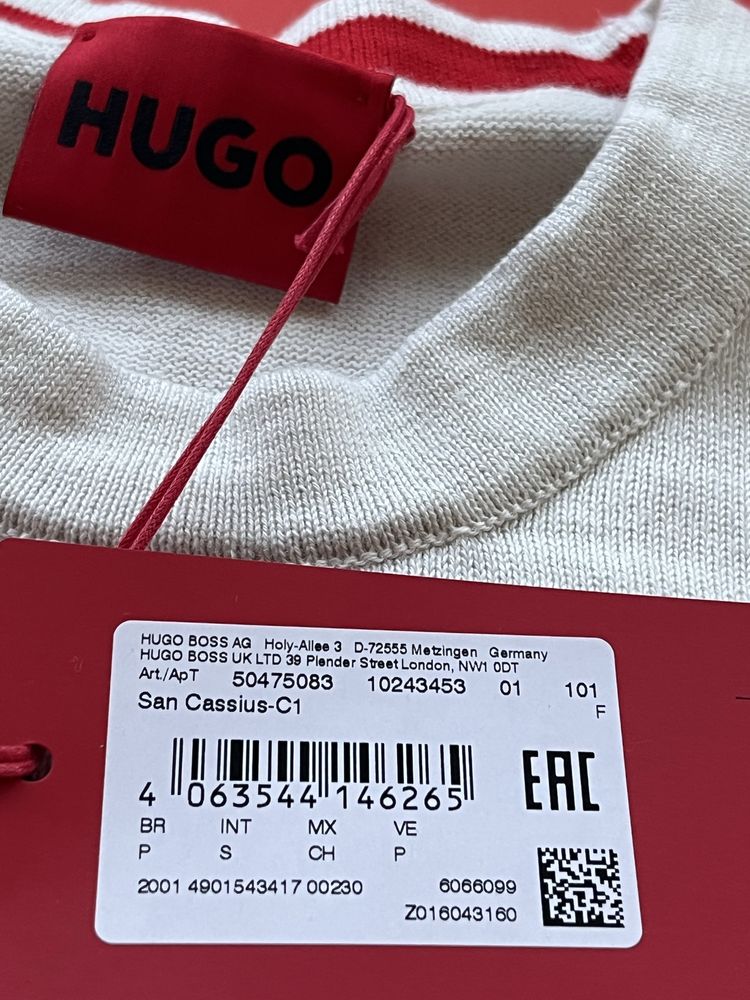 HUGO
HUGO BOSS AG Holy-Allee 3 D-72555 Metzingen Germany
HUGO BOSS UK LTD 39 Plender Street London, NW1 0DT
Art./ApT 50475083 10243453 01 101
San Cassius-C1 F
4 063544 146265
EAC
BR INT MX VE
P S CH P
2001 4901543417 00230 6066099
Z016043160